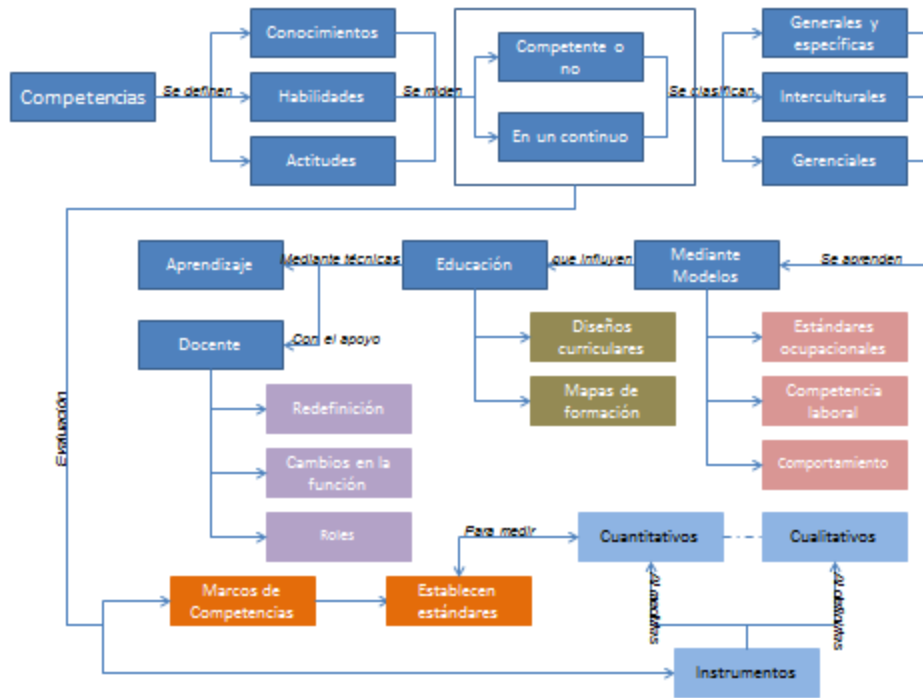 Competencias
Se definen
Conocimientos
Habilidades
Actitudes
Se miden
Competente o
no
En un continuo
Se clasifican
Generales y
específicas
Interculturales
Gerenciales
Se aprenden
Mediante
Modelos
que influyen
Educación
Mediante técnicas
Aprendizaje
Docente
Con el apoyo
Diseños
curriculares
Mapas de
formación
Estándares
ocupacionales
Competencia
laboral
Comportamiento
Redefinición
Cambios en la
función
Roles
Evaluación
Marcos de
Competencias
Establecen
estándares
Para medir
Cuantitativos
Cualitativos
Instrumentos